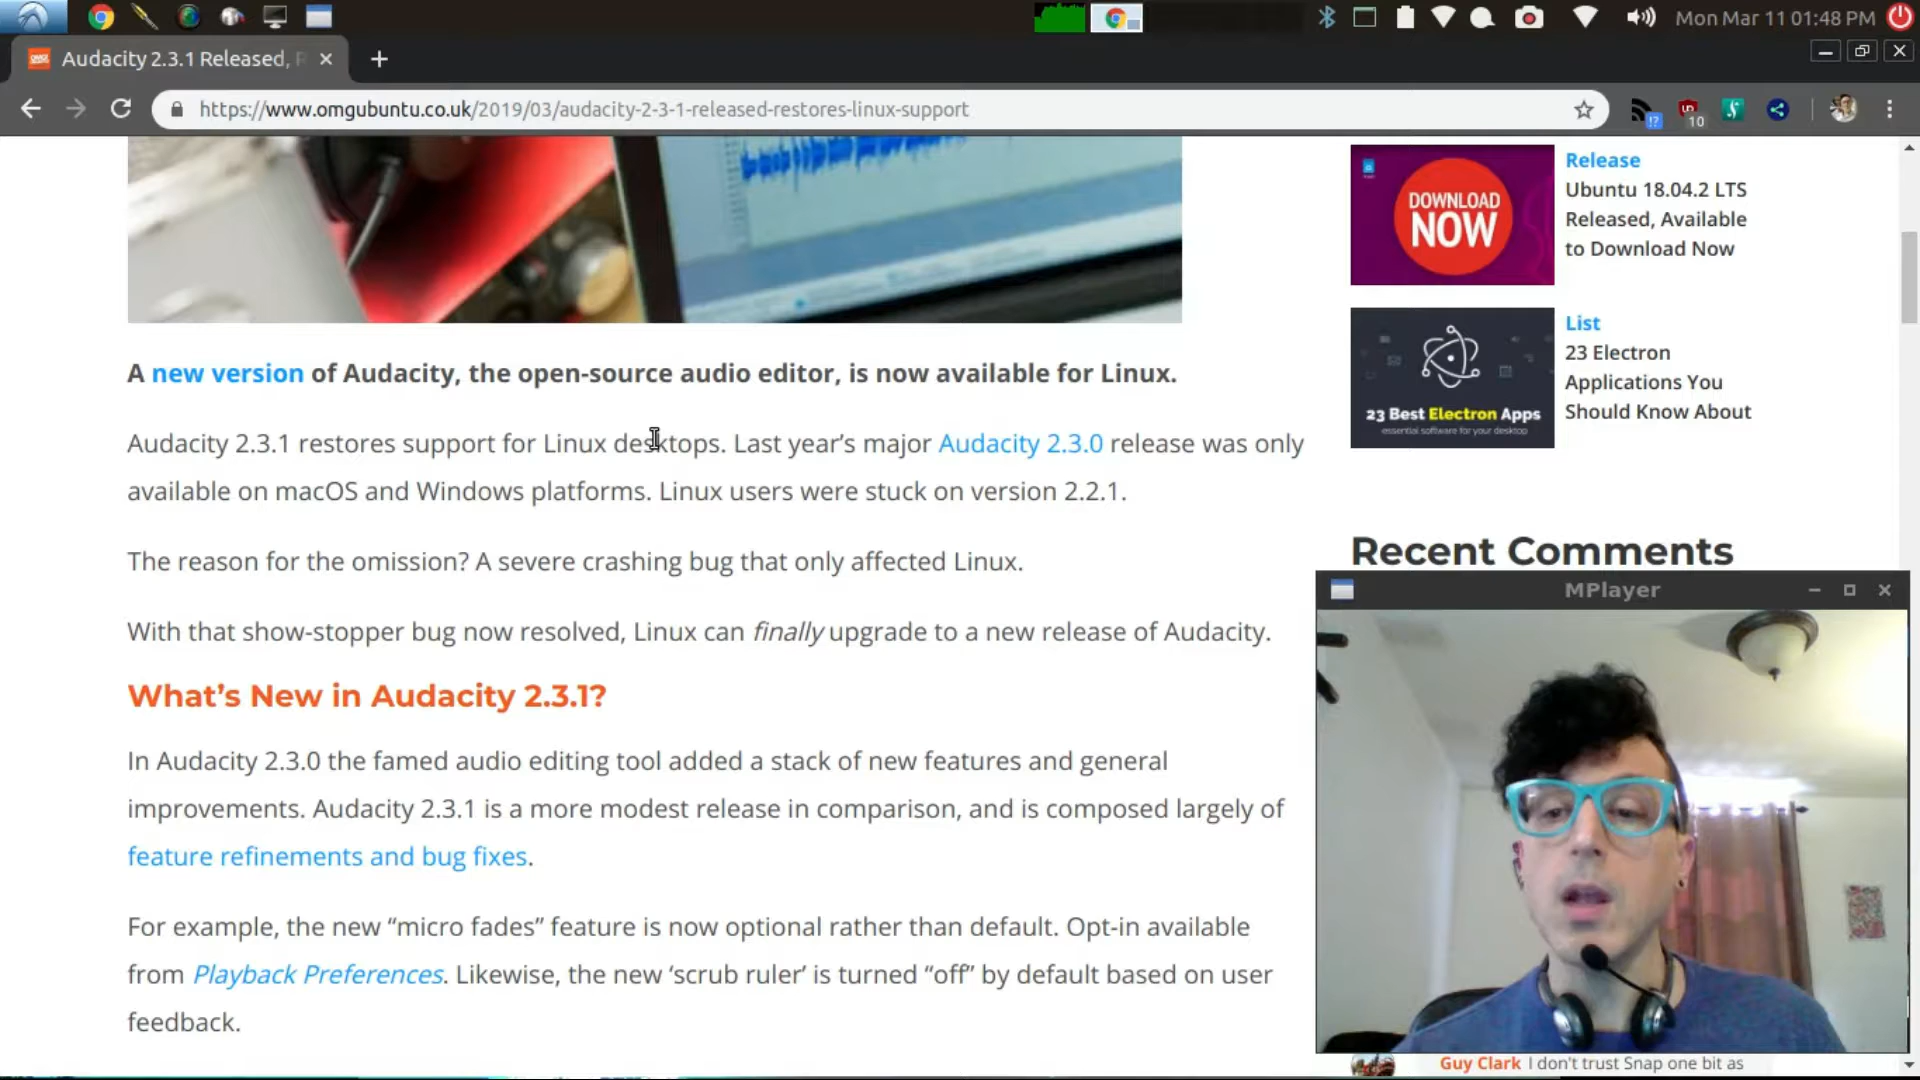 Mon Mar 11 01:48 PM
Audacity 2.3.1 Released,
https://www.omgubuntu.co.uk/2019/03/audacity-2-3-1-released-restores-linux-support
!?
10
A new version of Audacity, the open-source audio editor, is now available for Linux.
Audacity 2.3.1 restores support for Linux desktops. Last year’s major Audacity 2.3.0 release was only
available on macOS and Windows platforms. Linux users were stuck on version 2.2.1.
The reason for the omission? A severe crashing bug that only affected Linux.
With that show-stopper bug now resolved, Linux can finally upgrade to a new release of Audacity.
What’s New in Audacity 2.3.1?
In Audacity 2.3.0 the famed audio editing tool added a stack of new features and general
improvements. Audacity 2.3.1 is a more modest release in comparison, and is composed largely of
feature refinements and bug fixes.
For example, the new “micro fades” feature is now optional rather than default. Opt-in available
from Playback Preferences. Likewise, the new ‘scrub ruler’ is turned “off” by default based on user
feedback.
DOWNLOAD
NOW
Release
Ubuntu 18.04.2 LTS
Released, Available
to Download Now
23 Best Electron Apps
essential software for your desktop
List
23 Electron
Applications You
Should Know About
Recent Comments
MPlayer
Guy Clark I don't trust Snap one bit as